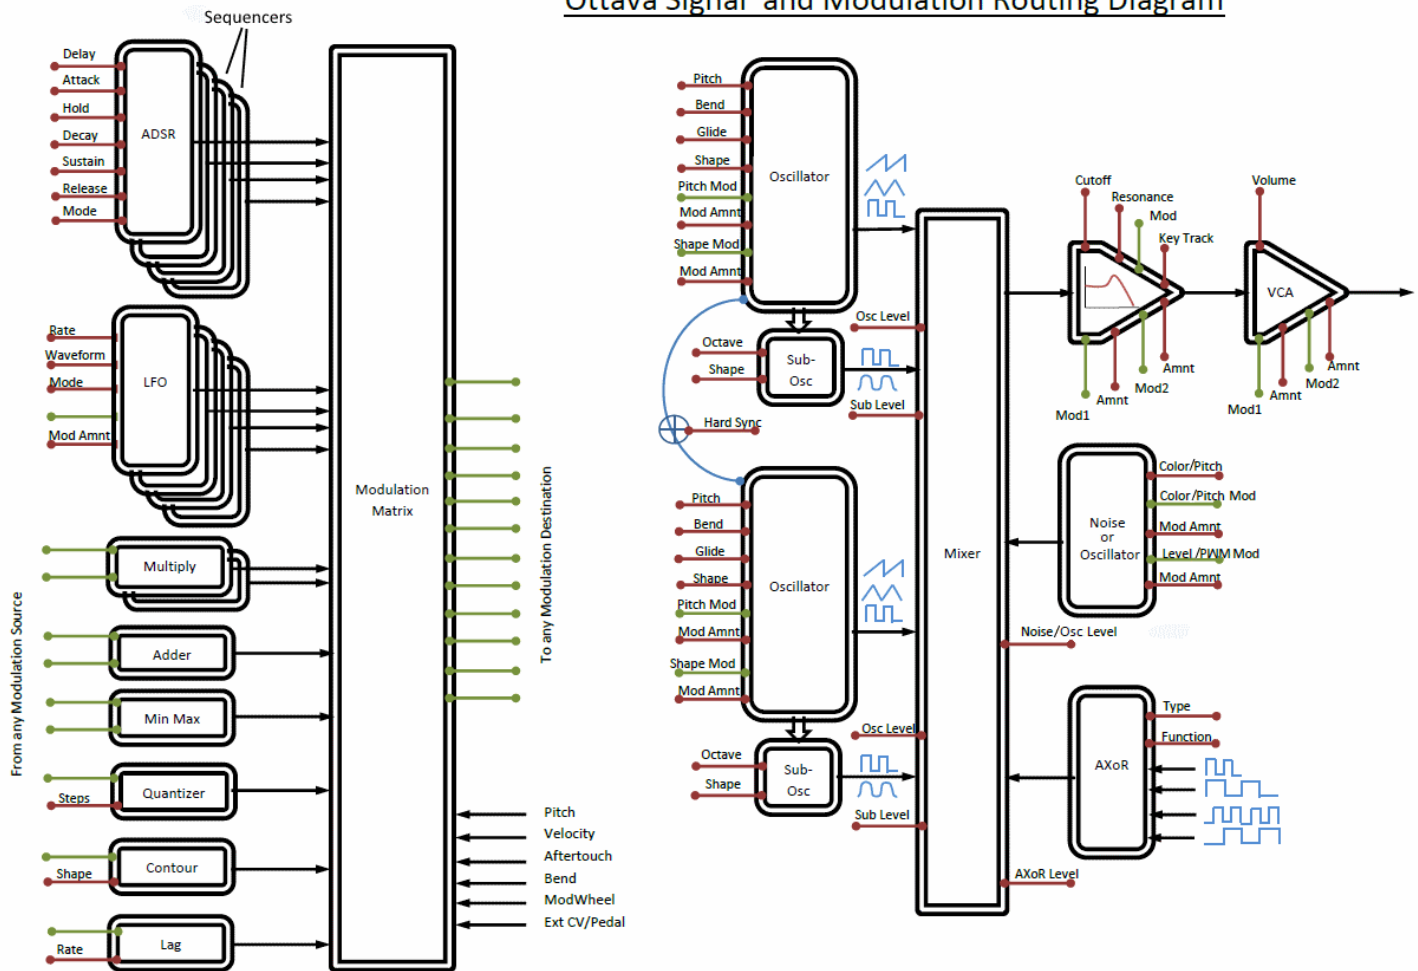 Ottava Signal and Modulation Routing Diagram
Sequencers
Delay
Attack
Hold
Decay
Sustain
Release
Mode
ADSR
Rate
Waveform
Mode
Mod Amnt
LFO
Multiply
Adder
Min Max
Quantizer
Steps
Contour
Shape
Lag
Rate
From any Modulation Source
Modulation
Matrix
To any Modulation Destination
Pitch
Velocity
Aftertouch
Bend
ModWheel
Ext CV/Pedal
Pitch
Bend
Glide
Shape
Pitch Mod
Mod Amnt
Shape Mod
Mod Amnt
Oscillator
Octave
Shape
Sub-
Osc
Osc Level
Sub Level
Hard Sync
Pitch
Bend
Glide
Shape
Pitch Mod
Mod Amnt
Shape Mod
Mod Amnt
Oscillator
Octave
Shape
Sub-
Osc
Osc Level
Sub Level
Mixer
Cutoff
Resonance
Mod
Key Track
Mod1
Amnt
Mod2
Amnt
Volume
VCA
Mod1
Amnt
Mod2
Amnt
Noise
or
Oscillator
Color/Pitch
Color/Pitch Mod
Mod Amnt
Level /PWM Mod
Mod Amnt
Noise/Osc Level
AXoR
Type
Function
AXoR Level